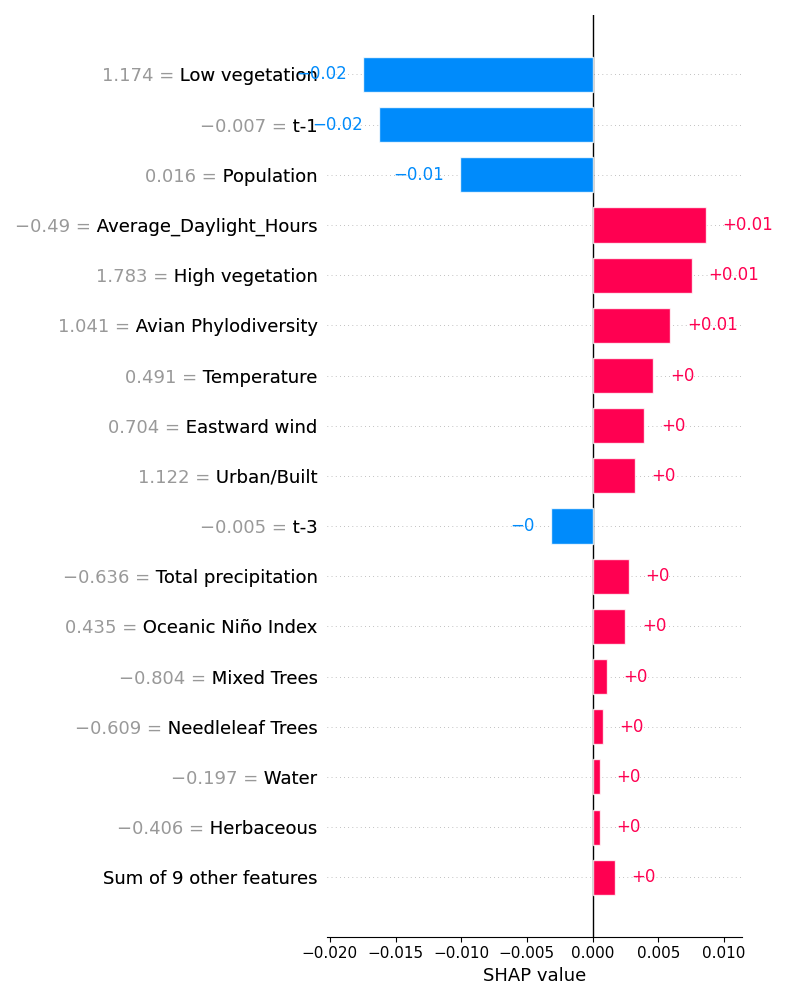 1.174 = Low vegetation −0.02
−0.007 = t-1 −0.02
0.016 = Population −0.01
−0.49 = Average_Daylight_Hours +0.01
1.783 = High vegetation +0.01
1.041 = Avian Phylodiversity +0.01
0.491 = Temperature +0
0.704 = Eastward wind +0
1.122 = Urban/Built +0
−0.005 = t-3 −0
−0.636 = Total precipitation +0
0.435 = Oceanic Niño Index +0
−0.804 = Mixed Trees +0
−0.609 = Needleleaf Trees +0
−0.197 = Water +0
−0.406 = Herbaceous +0
Sum of 9 other features +0
−0.020 −0.015 −0.010 −0.005 0.000 0.005 0.010
SHAP value